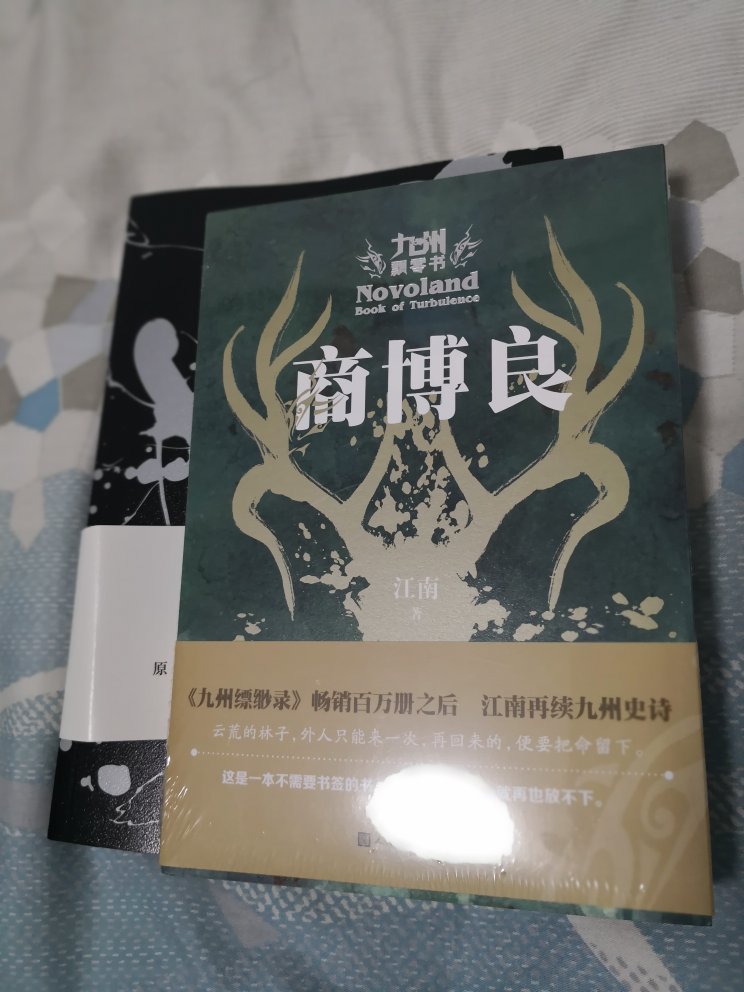 九州
飘零书
Novoland
Book of Turbulence
商博良
江南
著
《九州缥缈录》畅销百万册之后 江南再续九州史诗
云荒的林子,外人只能来一次,再回来的,便要把命留下。
这是一本不需要书签的书 就再也放不下。
原